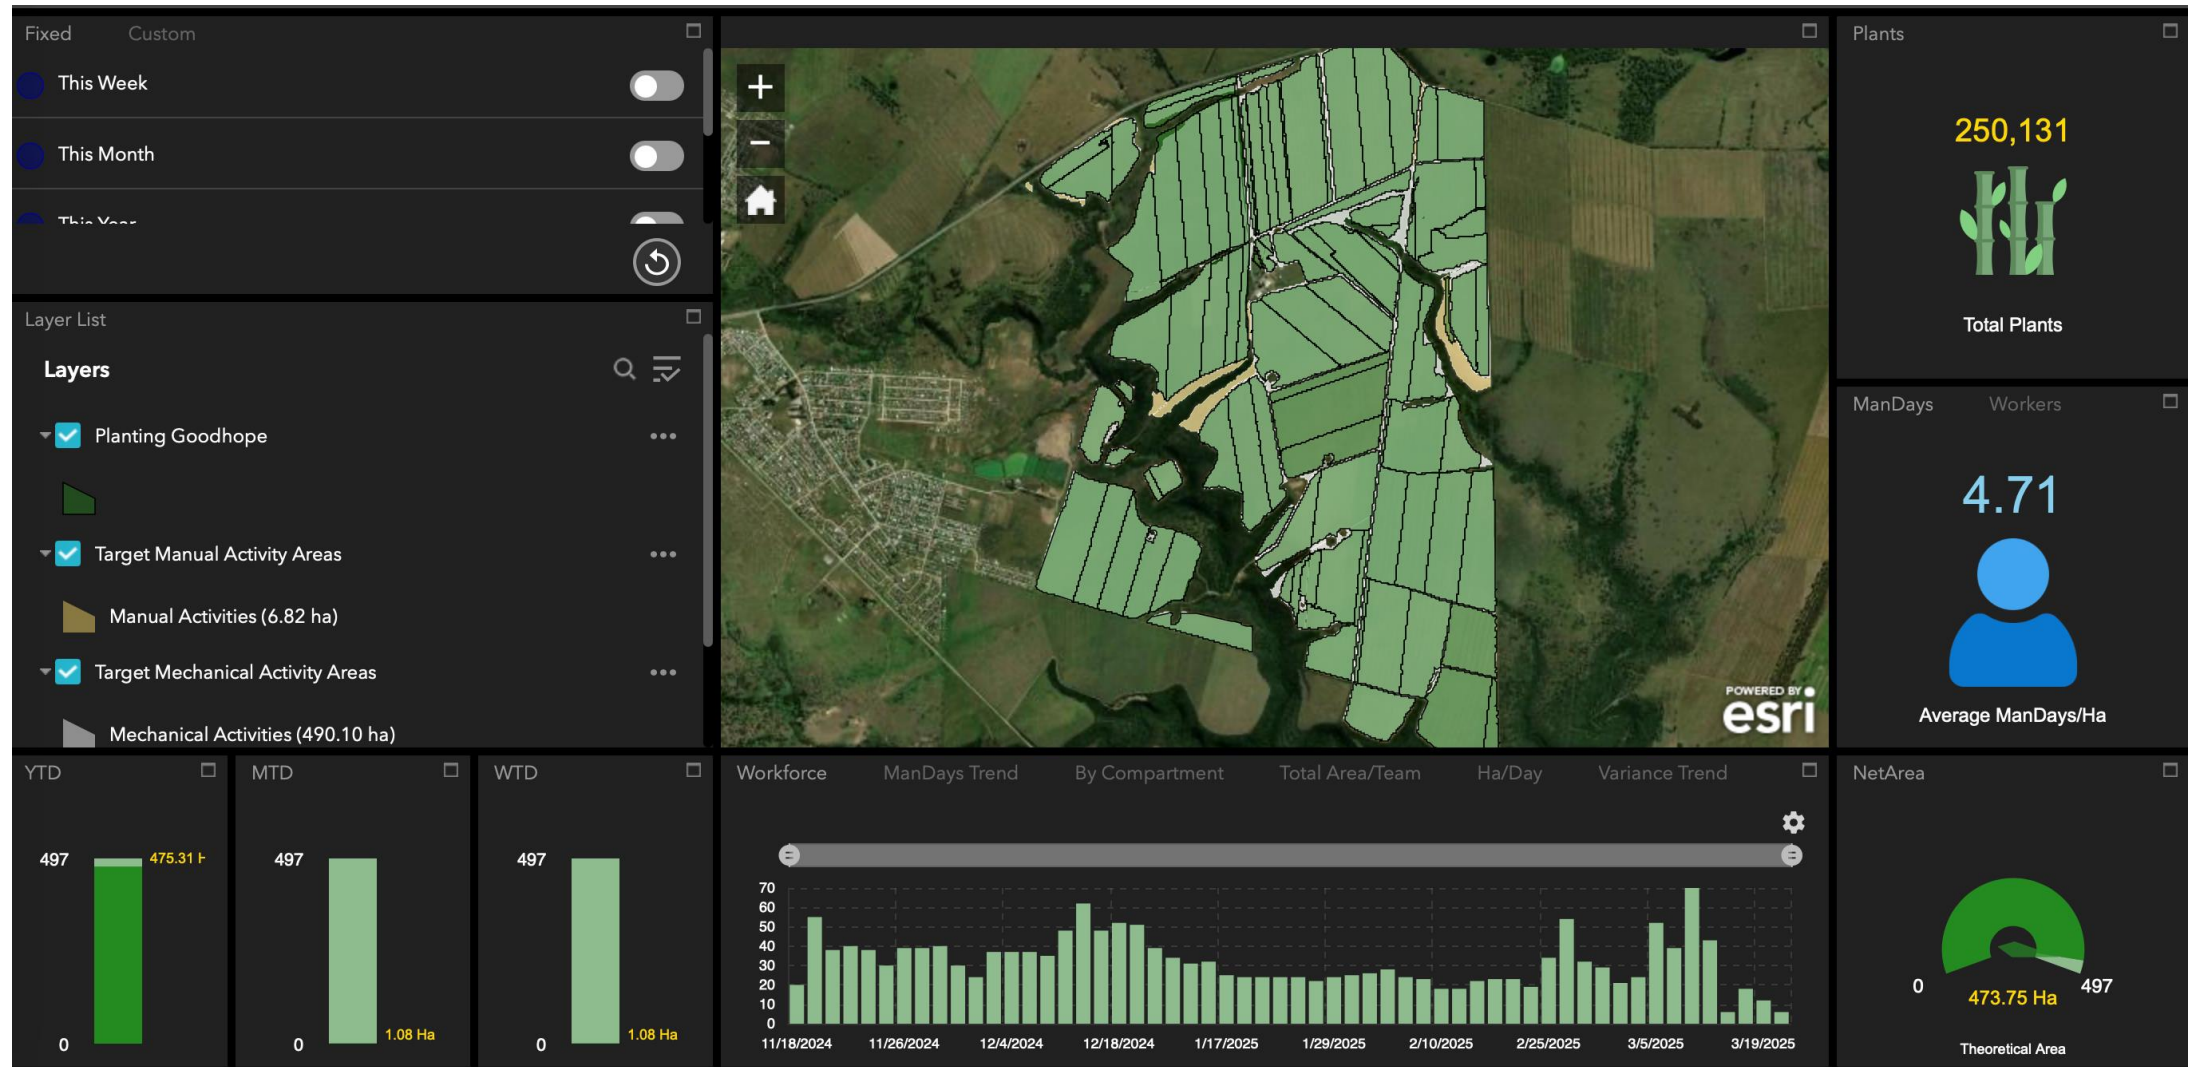 Fixed Custom
This Week
This Month
This Year
Layer List
Layers
Planting Goodhope
Target Manual Activity Areas
Manual Activities (6.82 ha)
Target Mechanical Activity Areas
Mechanical Activities (490.10 ha)
POWERED BY
esri
Plants
250,131
Total Plants
ManDays Workers
4.71
Average ManDays/Ha
YTD
497
475.31 H
0
MTD
497
1.08 Ha
0
WTD
497
1.08 Ha
0
Workforce ManDays Trend By Compartment Total Area/Team Ha/Day Variance Trend
70
60
50
40
30
20
10
0
11/18/2024 11/26/2024 12/4/2024 12/18/2024 1/17/2025 1/29/2025 2/10/2025 2/25/2025 3/5/2025 3/19/2025
NetArea
0 497
473.75 Ha
Theoretical Area